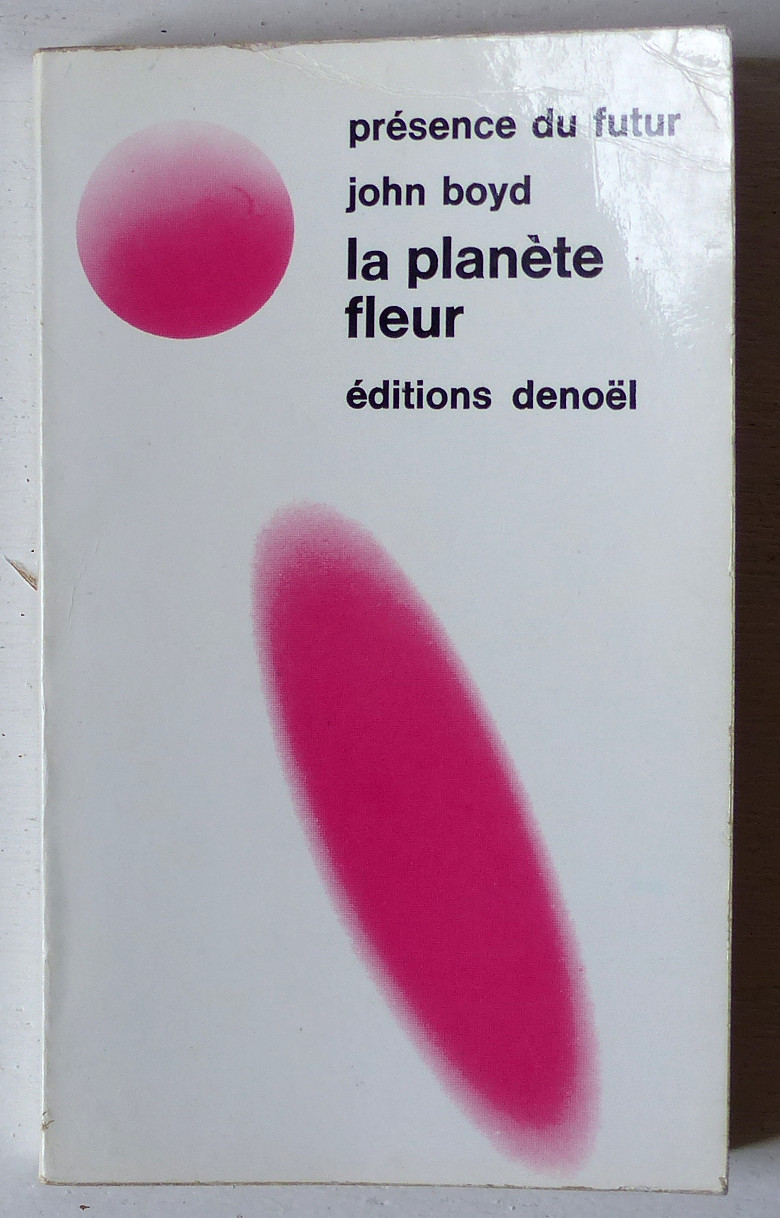 présence du futur
john boyd
la planète
fleur
éditions denoël